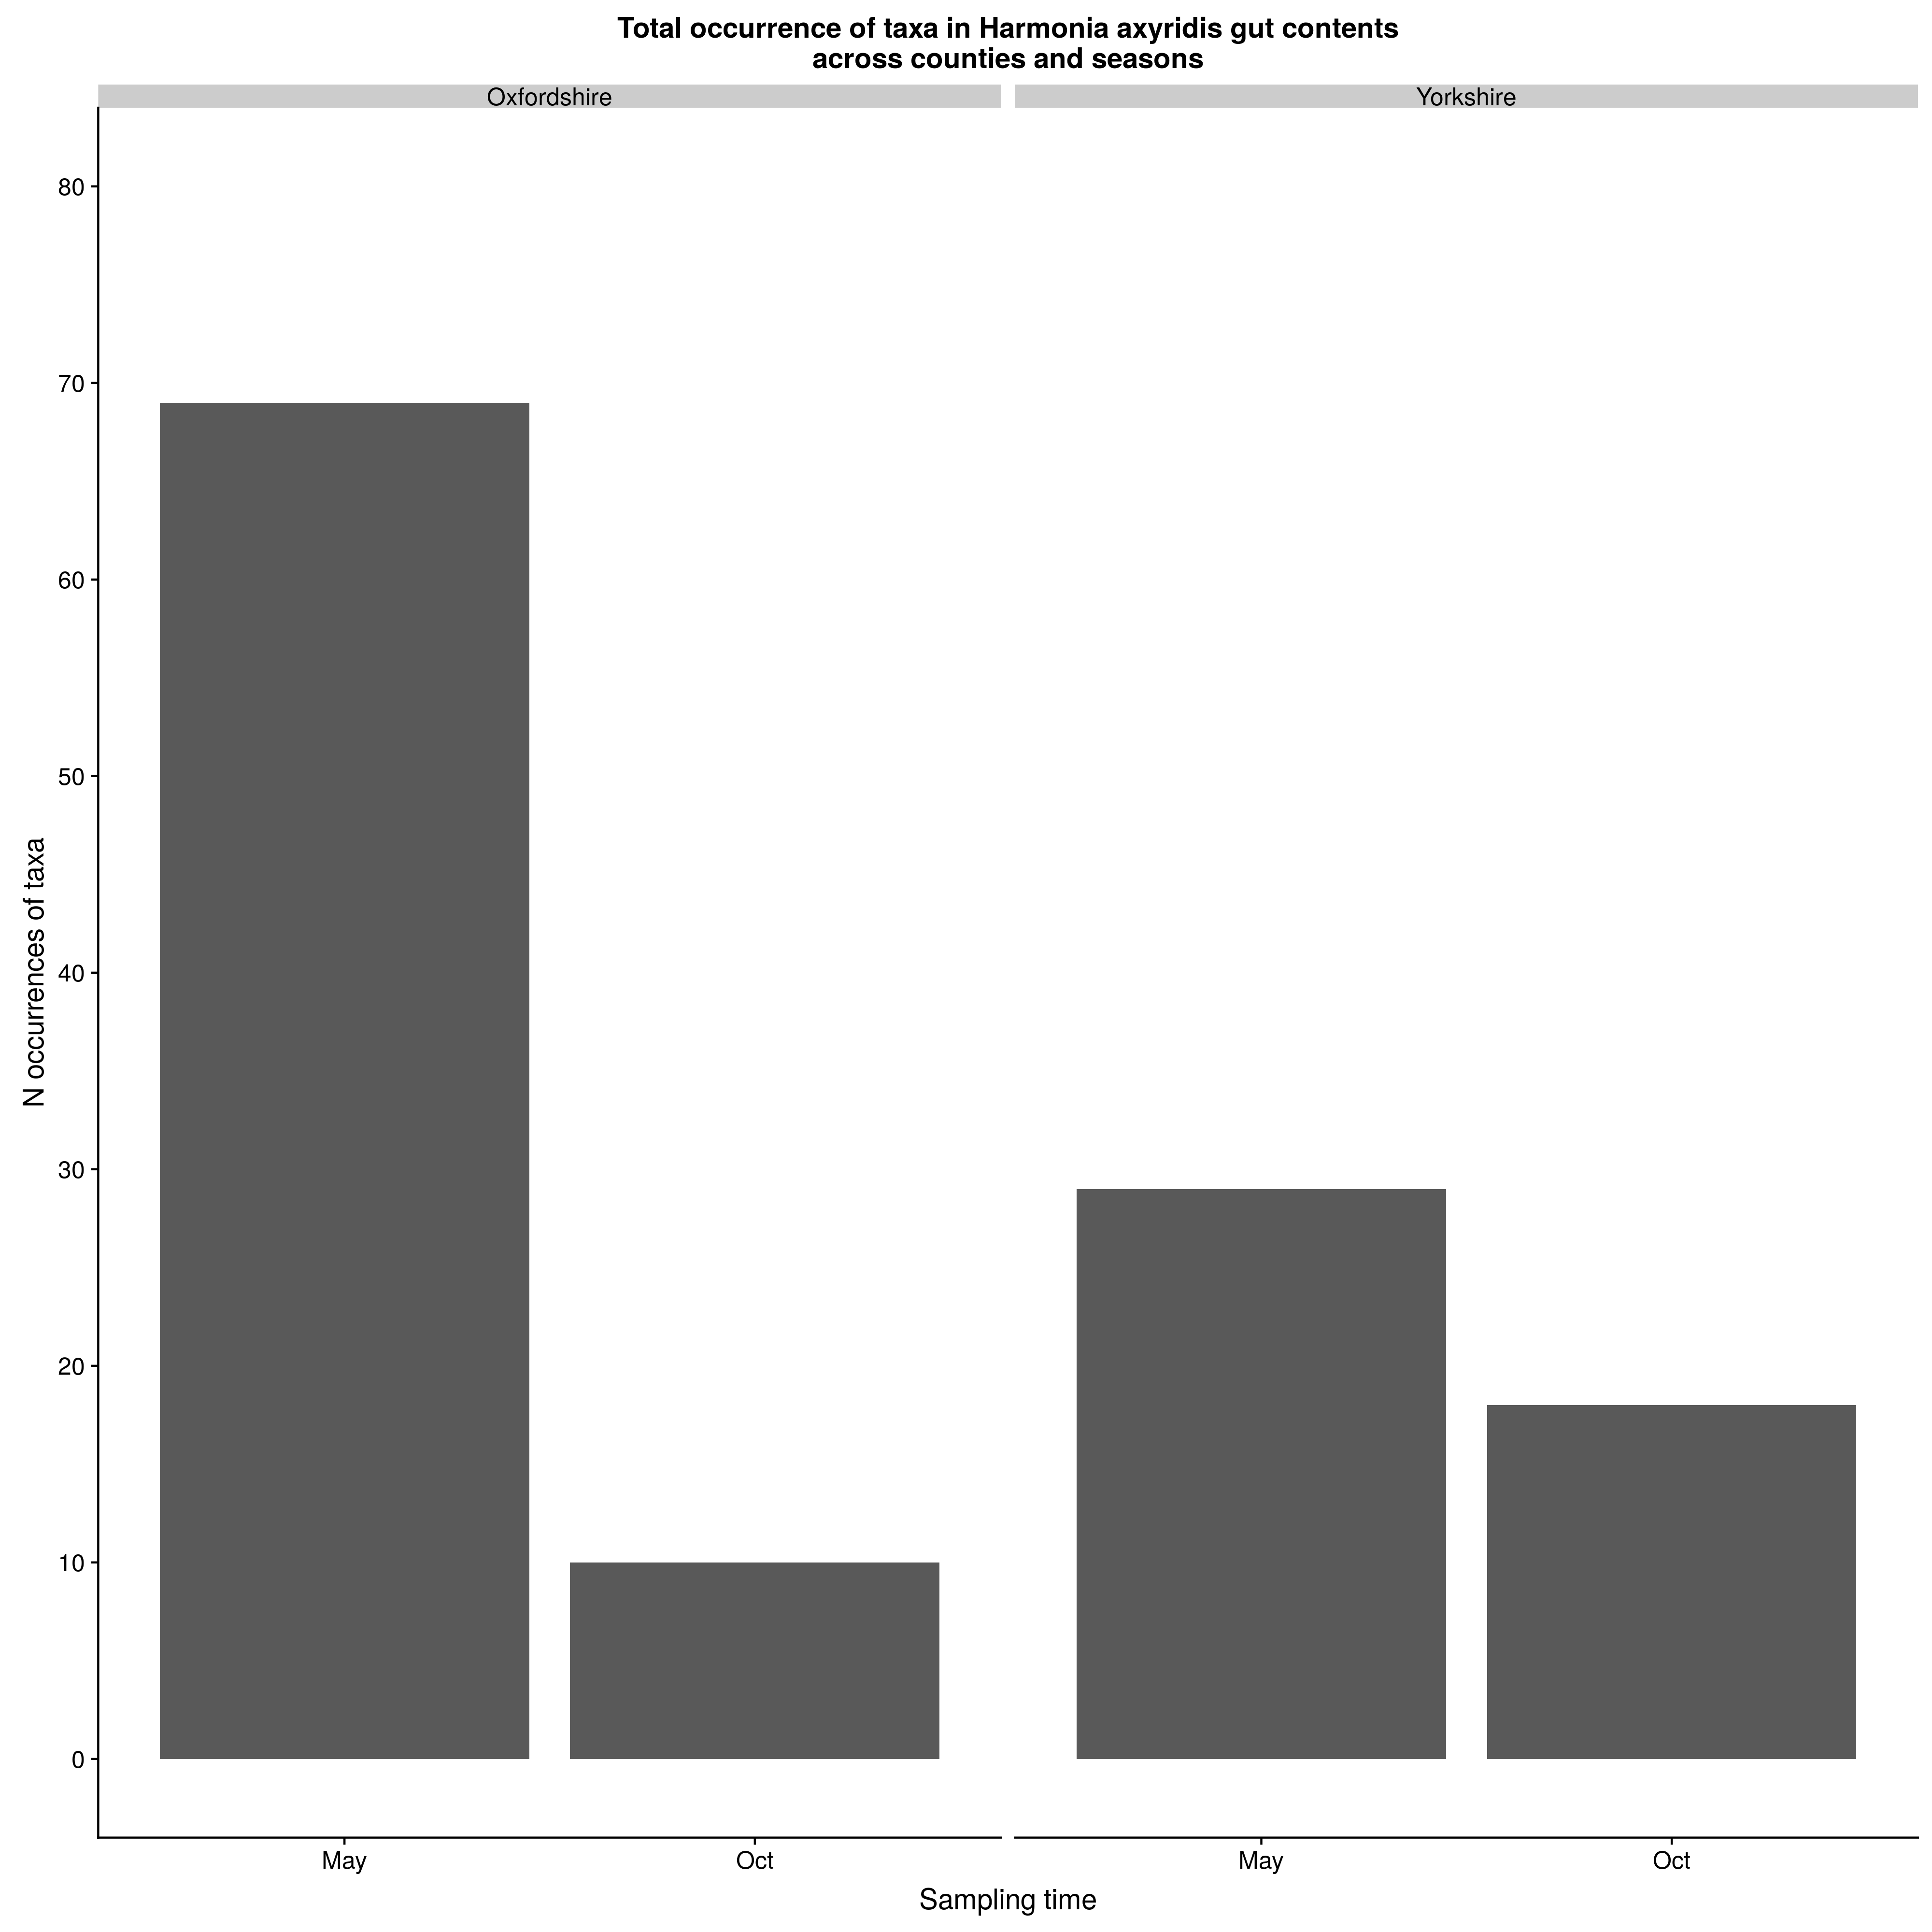 Total occurrence of taxa in Harmonia axyridis gut contents
across counties and seasons
Oxfordshire
Yorkshire
N occurrences of taxa
80
70
60
50
40
30
20
10
0
May
Oct
May
Oct
Sampling time